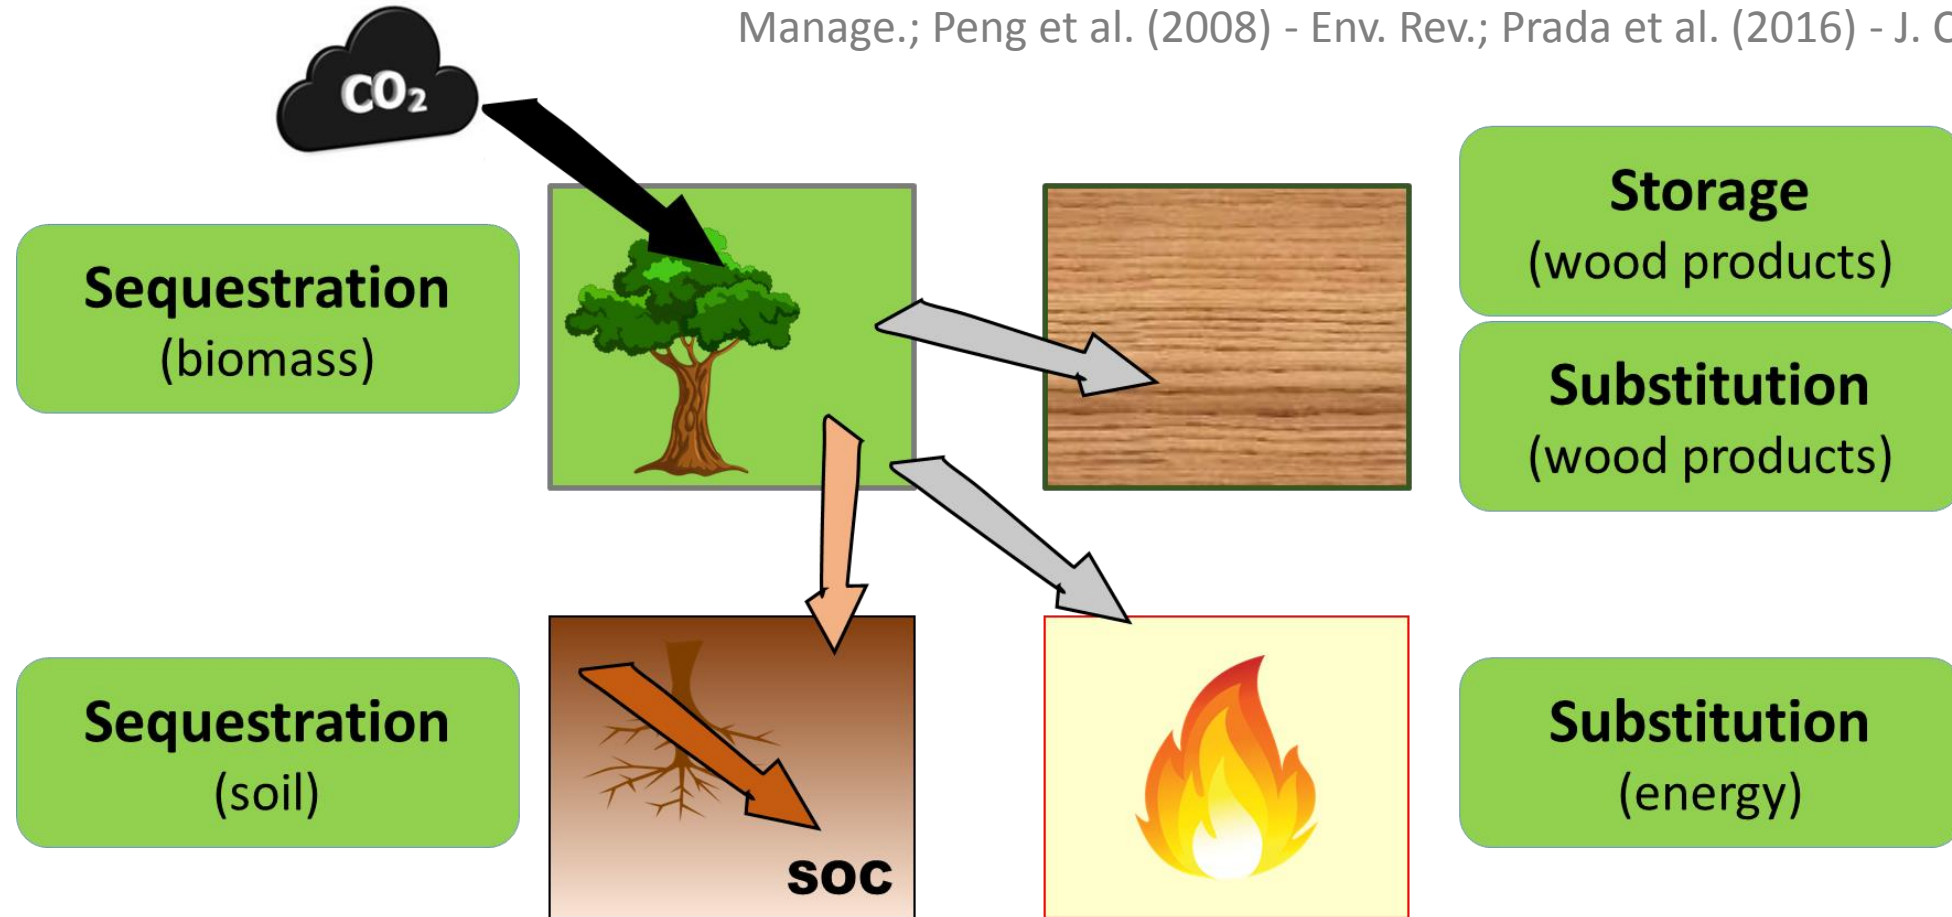 Manage.; Peng et al. (2008) - Env. Rev.; Prada et al. (2016) - J. C
CO₂
Storage
(wood products)
Sequestration
(biomass)
Substitution
(wood products)
Sequestration
(soil)
Substitution
(energy)
SOC